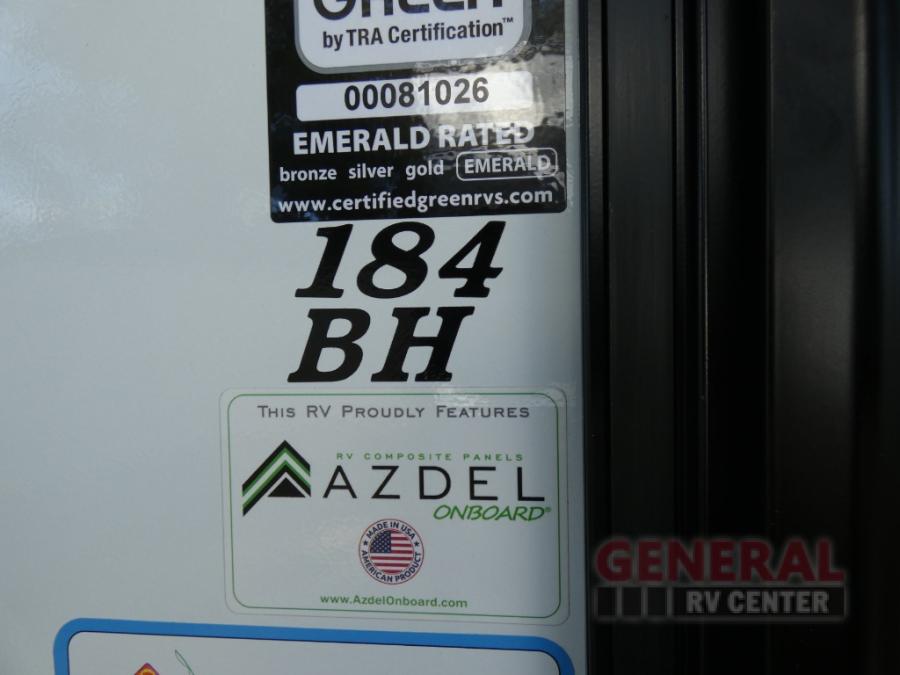 GREEN
by TRA Certification™
00081026
EMERALD RATED
bronze silver gold EMERALD
www.certifiedgreenrvs.com
184
BH
THIS RV PROUDLY FEATURES
RV COMPOSITE PANELS
AZDEL
ONBOARD®
MADE IN USA
AMERICAN PRODUCT
www.AzdelOnboard.com
GENERAL
RV CENTER